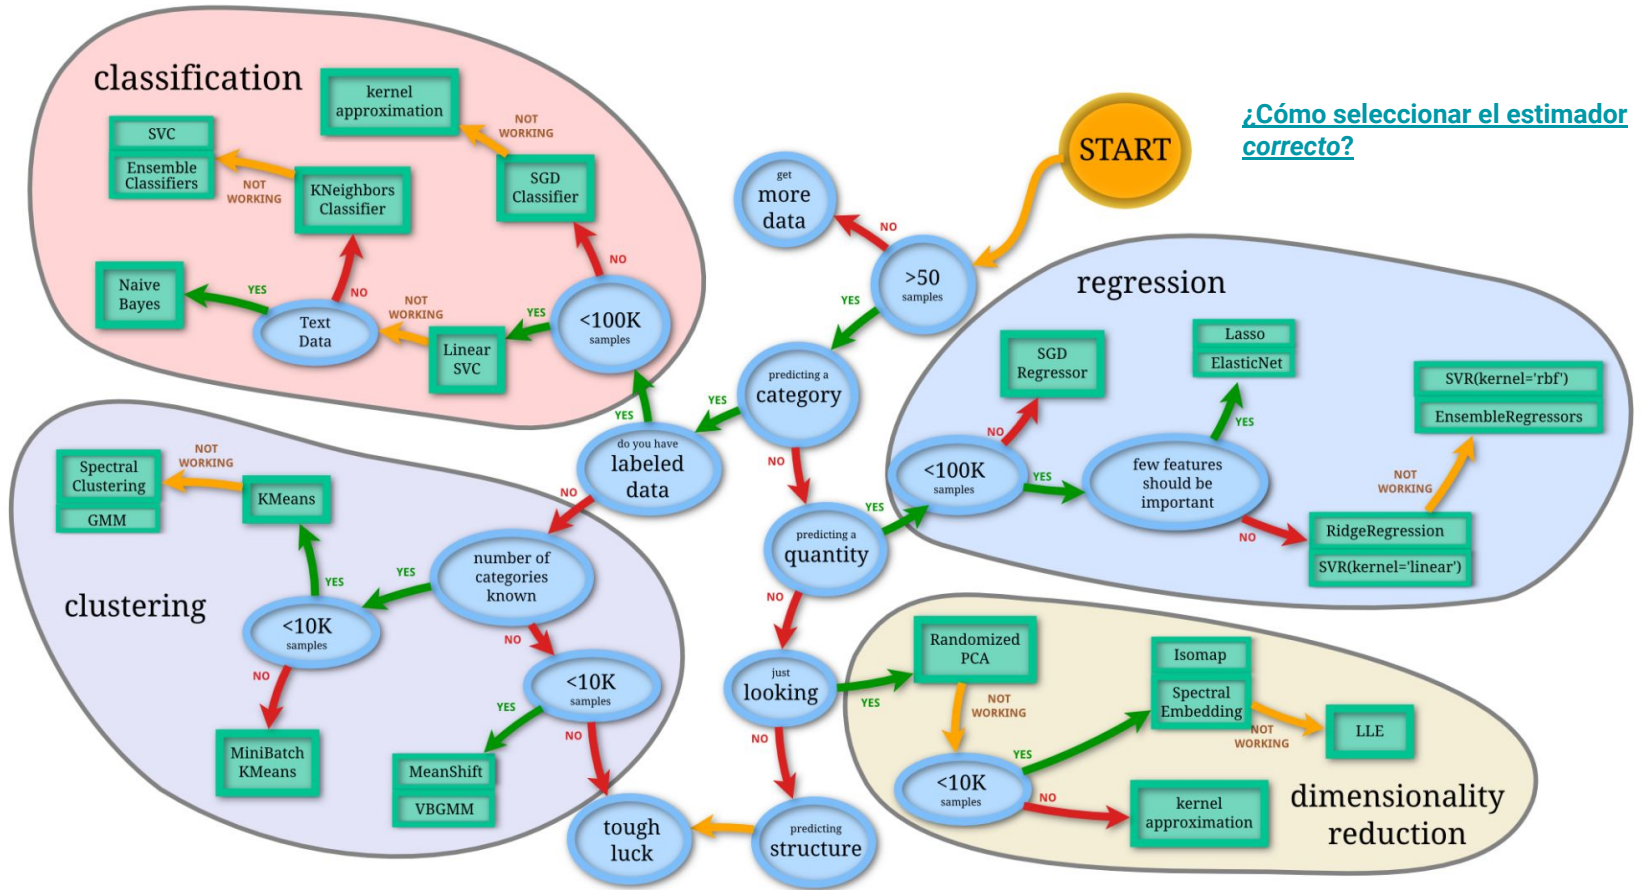 classification
kernel
approximation
NOT
WORKING
SVC
Ensemble
Classifiers
NOT
WORKING
KNeighbors
Classifier
SGD
Classifier
NO
Naive
Bayes
YES
NO
Text
Data
NOT
WORKING
Linear
SVC
YES
<100K
samples
YES
START
¿Cómo seleccionar el estimador
correcto?
get
more
data
NO
>50
samples
YES
predicting a
category
YES
NO
do you have
labeled
data
NO
predicting a
quantity
YES
NO
just
looking
YES
NO
predicting
structure
tough
luck
regression
SGD
Regressor
Lasso
ElasticNet
SVR(kernel='rbf')
EnsembleRegressors
NO
YES
<100K
samples
YES
few features
should be
important
NOT
WORKING
NO
RidgeRegression
SVR(kernel='linear')
clustering
Spectral
Clustering
GMM
NOT
WORKING
KMeans
YES
YES
number of
categories
known
<10K
samples
NO
NO
<10K
samples
MiniBatch
KMeans
YES
NO
MeanShift
VBGMM
Randomized
PCA
NOT
WORKING
Isomap
Spectral
Embedding
YES
NOT
WORKING
LLE
<10K
samples
NO
kernel
approximation
dimensionality
reduction